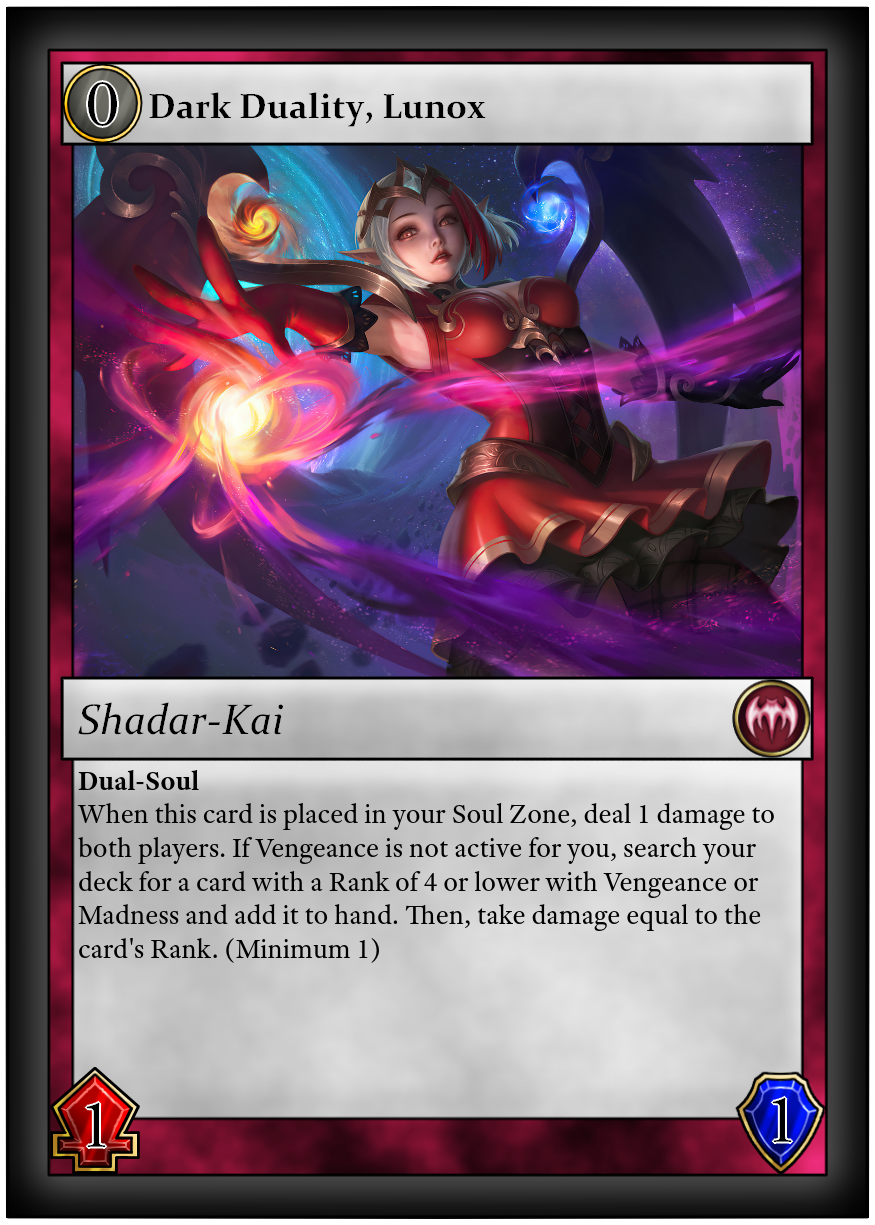 0
Dark Duality, Lunox
Shadar-Kai
Dual-Soul
When this card is placed in your Soul Zone, deal 1 damage to
both players. If Vengeance is not active for you, search your
deck for a card with a Rank of 4 or lower with Vengeance or
Madness and add it to hand. Then, take damage equal to the
card's Rank. (Minimum 1)
1
1